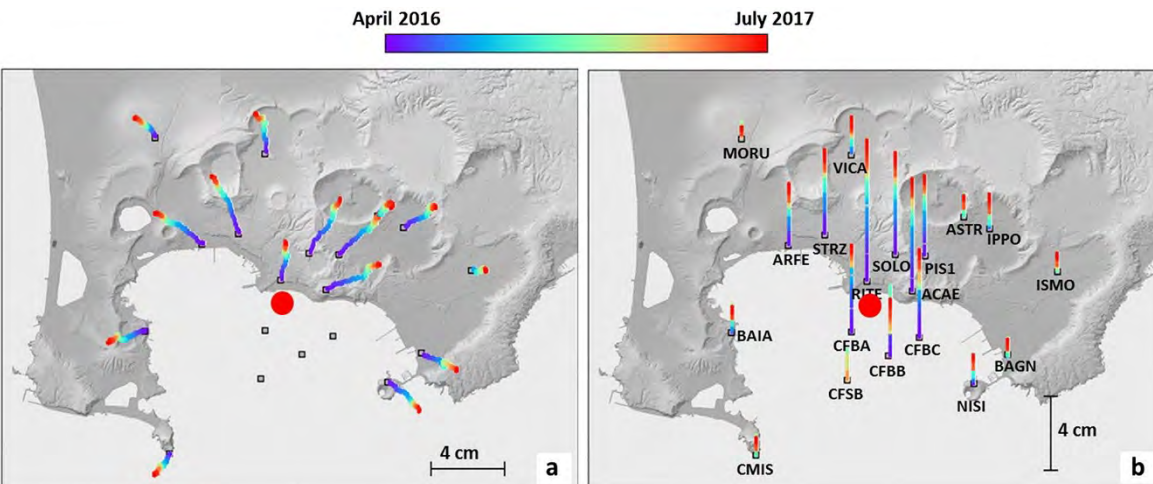 April 2016
July 2017
MORU
VICA
ASTR
IPPO
STRZ
ARFE
SOLO
PIS1
ISMO
RITE
ACAE
BAIA
CFBA
CFBC
CFBB
BAGN
CFSB
NISI
4 cm
4 cm
CMIS
a
b